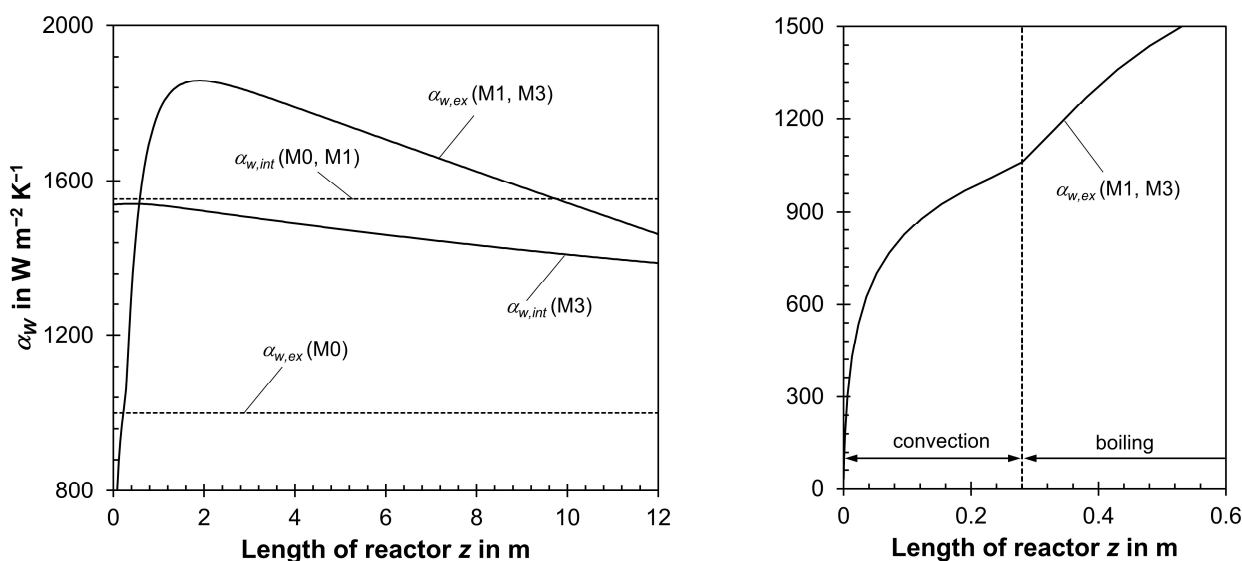 2000
1600
1200
800
α_w in W m⁻² K⁻¹
α_w,ex (M1, M3)
α_w,int (M0, M1)
α_w,int (M3)
α_w,ex (M0)
0 2 4 6 8 10 12
Length of reactor z in m
1500
1200
900
600
300
0
α_w,ex (M1, M3)
convection
boiling
0 0.2 0.4 0.6
Length of reactor z in m